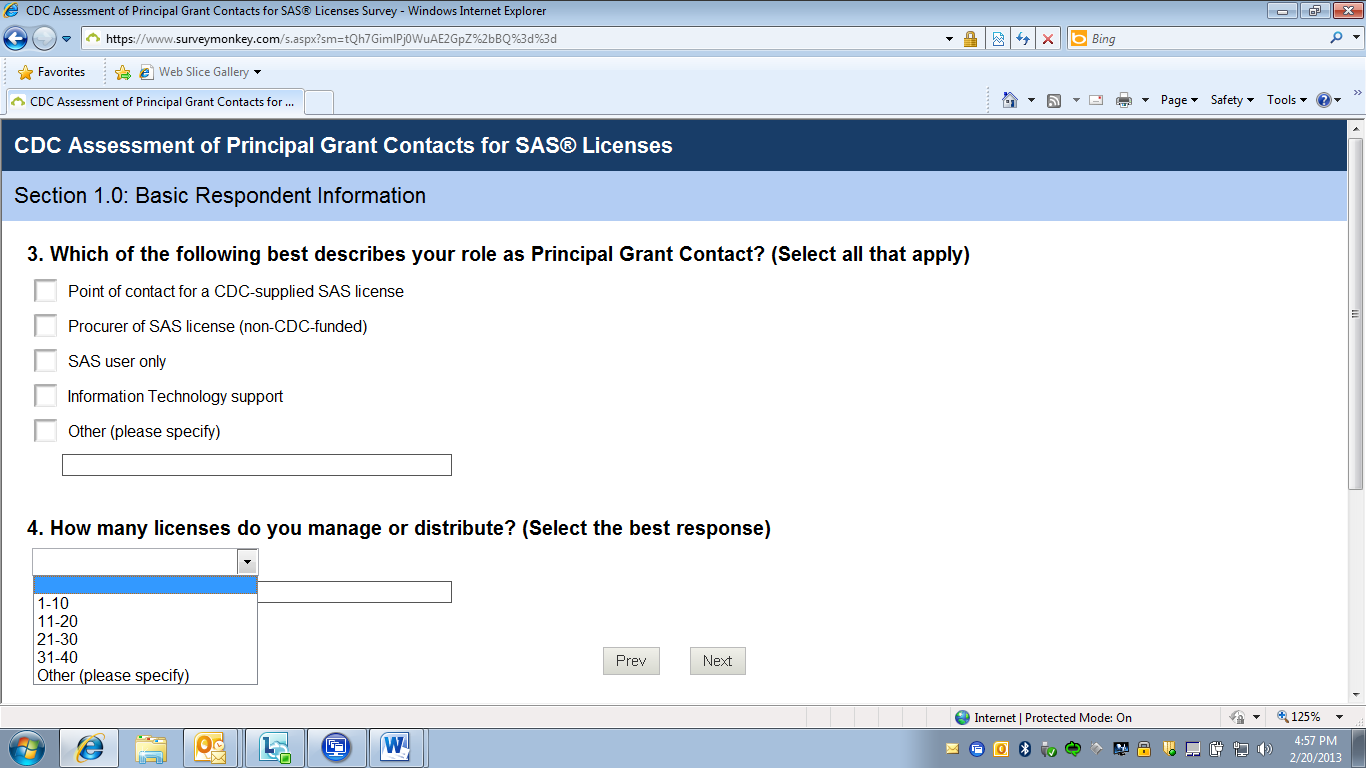 CDC Assessment of Principal Grant Contacts for SAS® Licenses Survey - Windows Internet Explorer
https://www.surveymonkey.com/s.aspx?sm=tQh7GimIPj0WuAE2GpZ%2bBQ%3d%3d
Bing
Favorites
Web Slice Gallery
CDC Assessment of Principal Grant Contacts for ...
Page
Safety
Tools
CDC Assessment of Principal Grant Contacts for SAS® Licenses
Section 1.0: Basic Respondent Information
3. Which of the following best describes your role as Principal Grant Contact? (Select all that apply)
Point of contact for a CDC-supplied SAS license
Procurer of SAS license (non-CDC-funded)
SAS user only
Information Technology support
Other (please specify)
4. How many licenses do you manage or distribute? (Select the best response)
1-10
11-20
21-30
31-40
Other (please specify)
Prev
Next
Internet | Protected Mode: On
125%
4:57 PM
2/20/2013